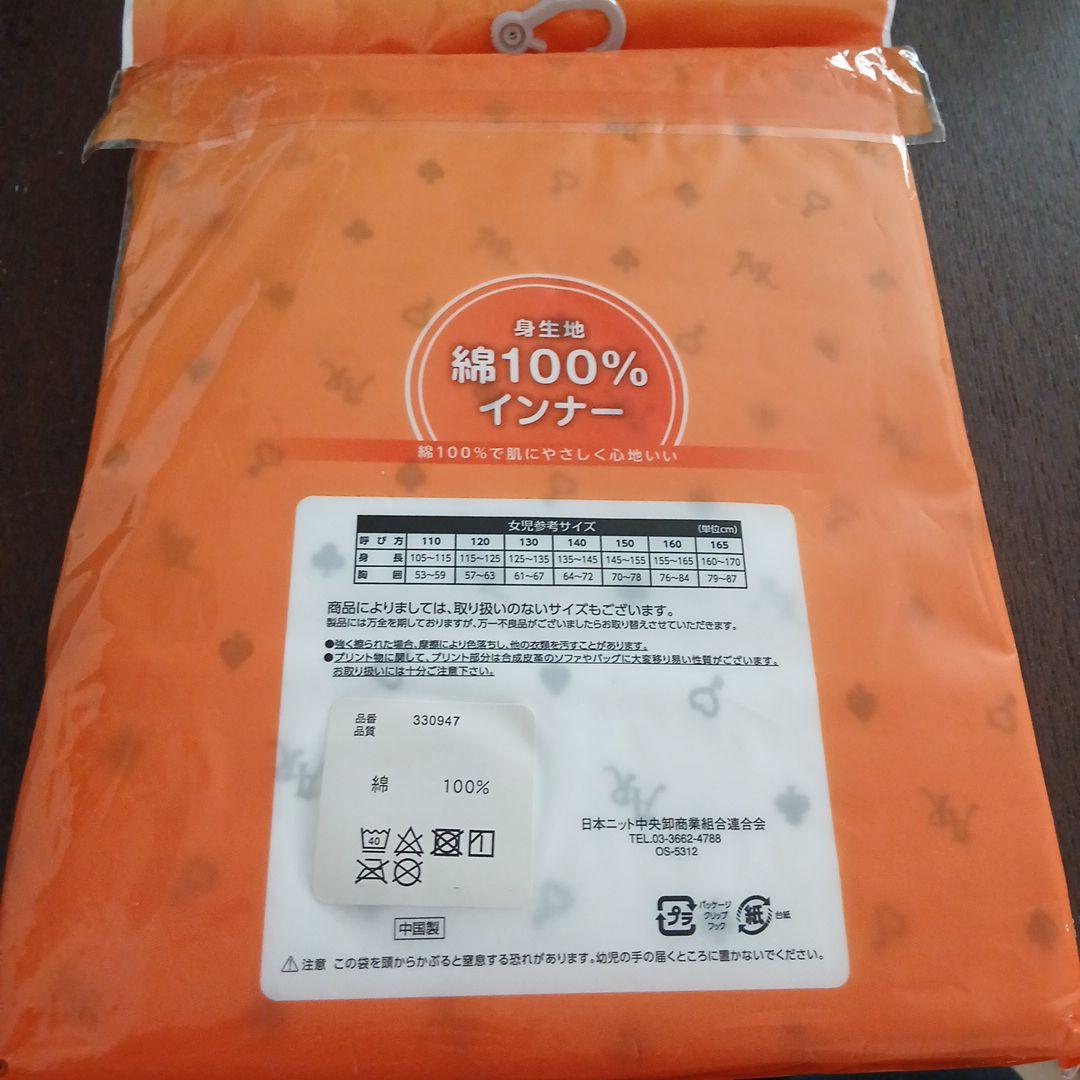 身生地
綿100%
インナー
綿100%で肌にやさしく心地いい
女児参考サイズ (単位cm)
呼び方 110 120 130 140 150 160 165
身長 105〜115 115〜125 125〜135 135〜145 145〜155 155〜165 160〜170
胸囲 53〜59 57〜63 61〜67 64〜72 70〜78 76〜84 79〜87
商品によりましては、取り扱いのないサイズもございます。
製品には万全を期しておりますが、万一不良品がございましたらお取り替えさせていただきます。
●強く擦られた場合、摩擦により色落ちし、他の衣類を汚すことがあります。
●プリント物に関して、プリント部分は合成皮革のソファやバッグに大変移り易い性質がございます。
お取り扱いには十分ご注意下さい。
品番 330947
品質
綿 100%
40
日本ニット中央卸商業組合連合会
TEL.03-3662-4788
OS-5312
中国製
プラ パッケージ クリップ フック 紙 台紙
注意 この袋を頭からかぶると窒息する恐れがあります。幼児の手の届くところに置かないでください。